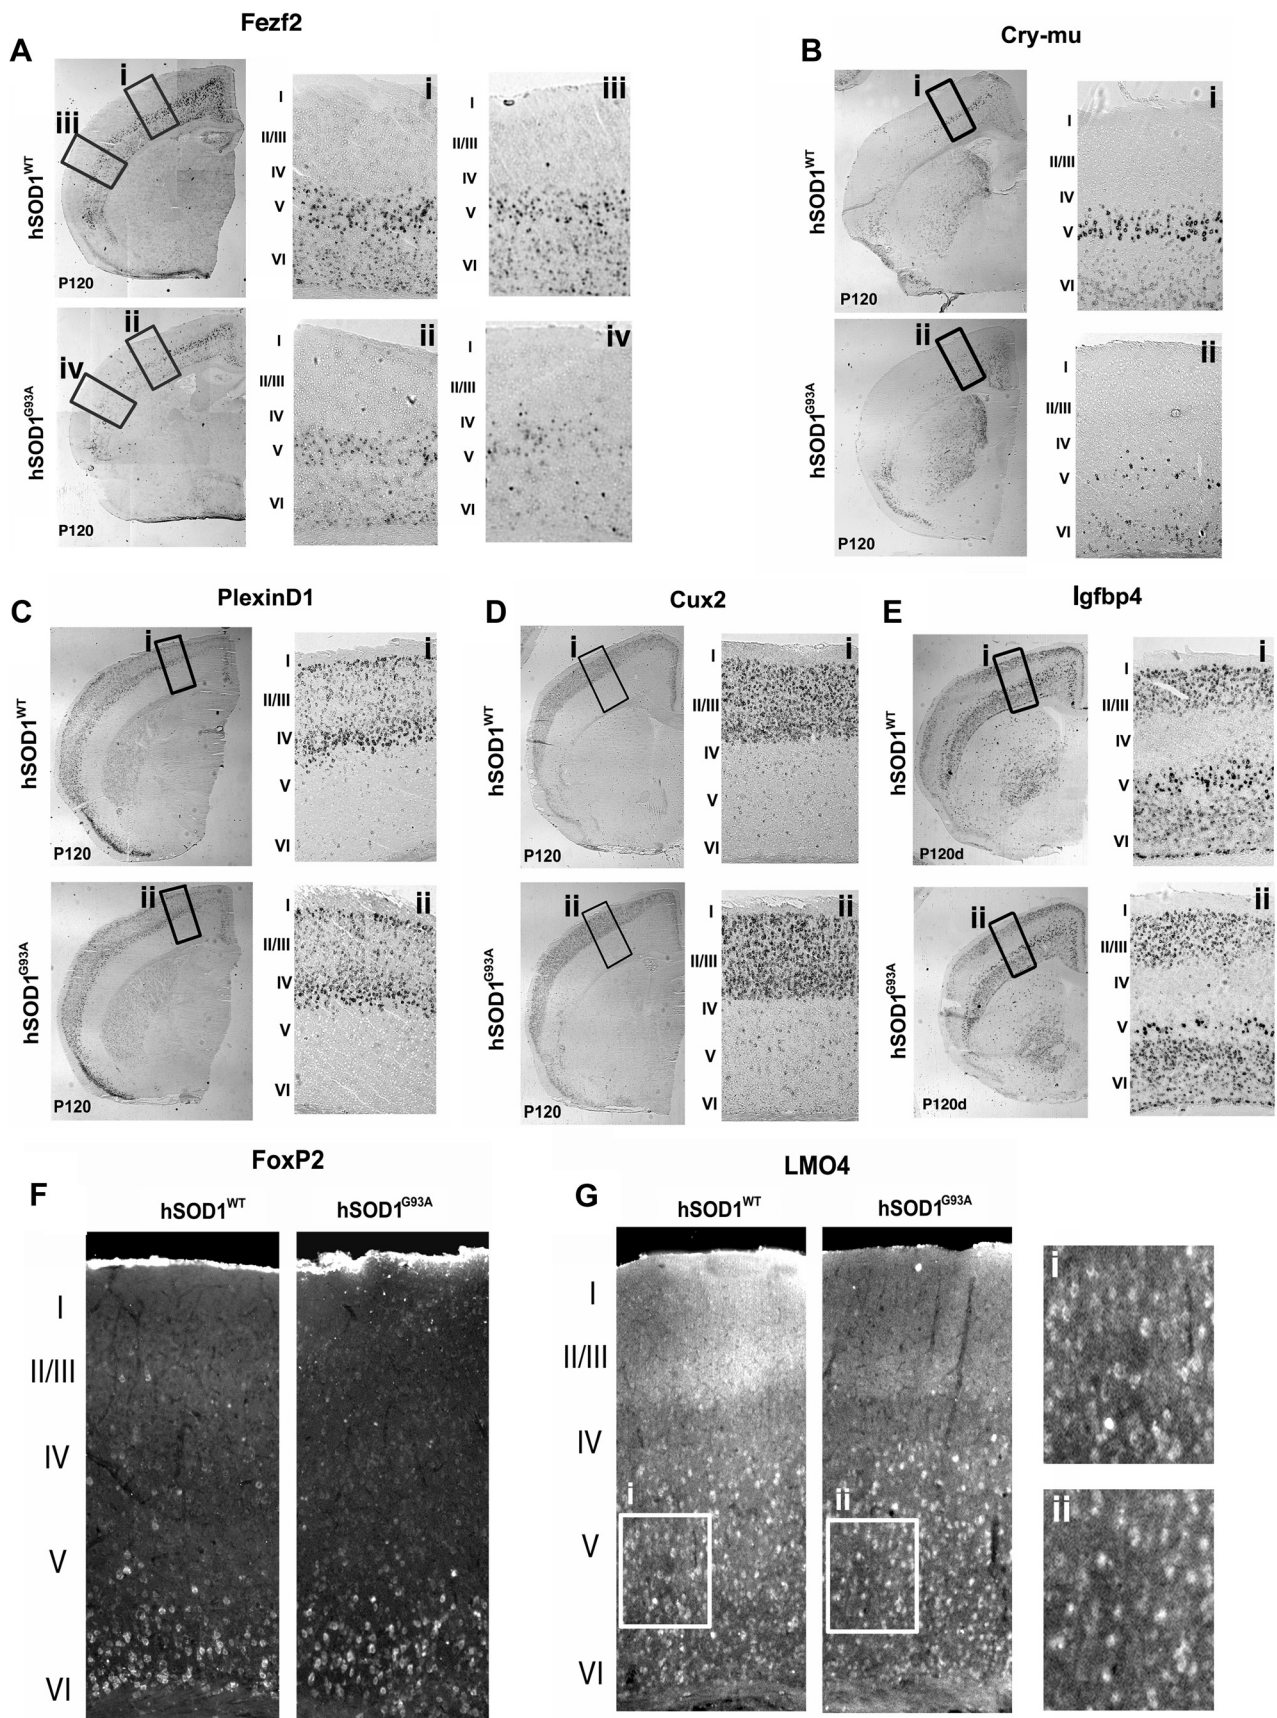 Fezf2
A
hSOD1WT
i
iii
P120
I
II/III
IV
V
VI
i
I
II/III
IV
V
VI
iii
hSOD1G93A
ii
iv
P120
I
II/III
IV
V
VI
ii
I
II/III
IV
V
VI
iv
Cry-mu
B
hSOD1WT
i
P120
I
II/III
IV
V
VI
i
hSOD1G93A
ii
P120
I
II/III
IV
V
VI
ii
PlexinD1
C
hSOD1WT
i
P120
I
II/III
IV
V
VI
i
hSOD1G93A
ii
P120
I
II/III
IV
V
VI
ii
Cux2
D
hSOD1WT
i
P120
I
II/III
IV
V
VI
i
hSOD1G93A
ii
P120
I
II/III
IV
V
VI
ii
Igfbp4
E
hSOD1WT
i
P120d
I
II/III
IV
V
VI
i
hSOD1G93A
ii
P120d
I
II/III
IV
V
VI
ii
FoxP2
F
hSOD1WT hSOD1G93A
I
II/III
IV
V
VI
LMO4
G
hSOD1WT hSOD1G93A
I
II/III
IV
V
VI
i
ii
i
ii